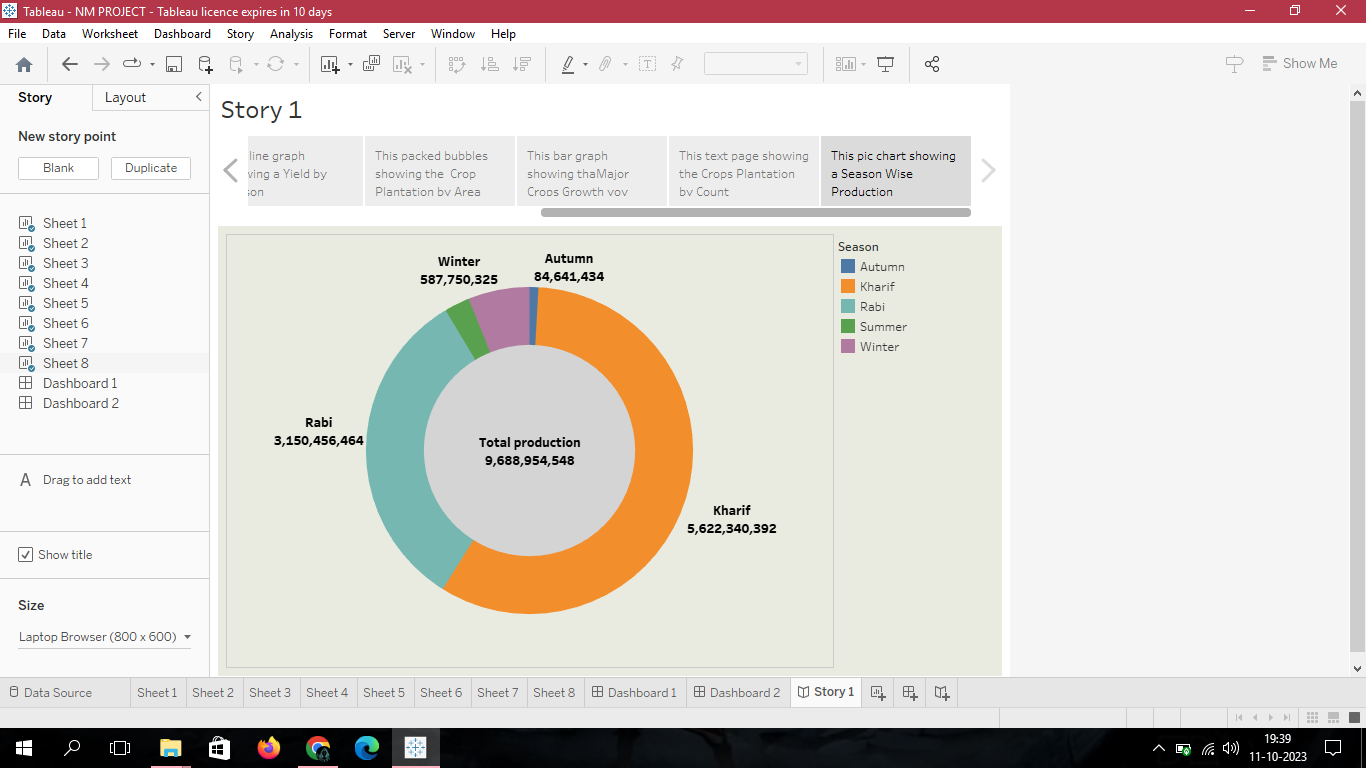 Tableau - NM PROJECT - Tableau licence expires in 10 days
File Data Worksheet Dashboard Story Analysis Format Server Window Help
Show Me
Story Layout
New story point
Blank Duplicate
Sheet 1
Sheet 2
Sheet 3
Sheet 4
Sheet 5
Sheet 6
Sheet 7
Sheet 8
Dashboard 1
Dashboard 2
A Drag to add text
Show title
Size
Laptop Browser (800 x 600)
Story 1
line graph
Yield by
This packed bubbles
showing the Crop
Plantation by Area
This bar graph
showing thaMajor
Crops Growth yoy
This text page showing
the Crops Plantation
by Count
This pic chart showing
a Season Wise
Production
Winter
587,750,325
Autumn
84,641,434
Rabi
3,150,456,464
Total production
9,688,954,548
Kharif
5,622,340,392
Season
Autumn
Kharif
Rabi
Summer
Winter
Data Source Sheet 1 Sheet 2 Sheet 3 Sheet 4 Sheet 5 Sheet 6 Sheet 7 Sheet 8 Dashboard 1 Dashboard 2 Story 1
19:39
11-10-2023